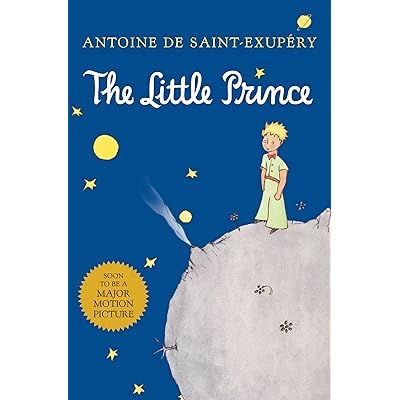 ANTOINE DE SAINT-EXUPÉRY
The Little Prince
SOON
TO BE A
MAJOR
MOTION
PICTURE